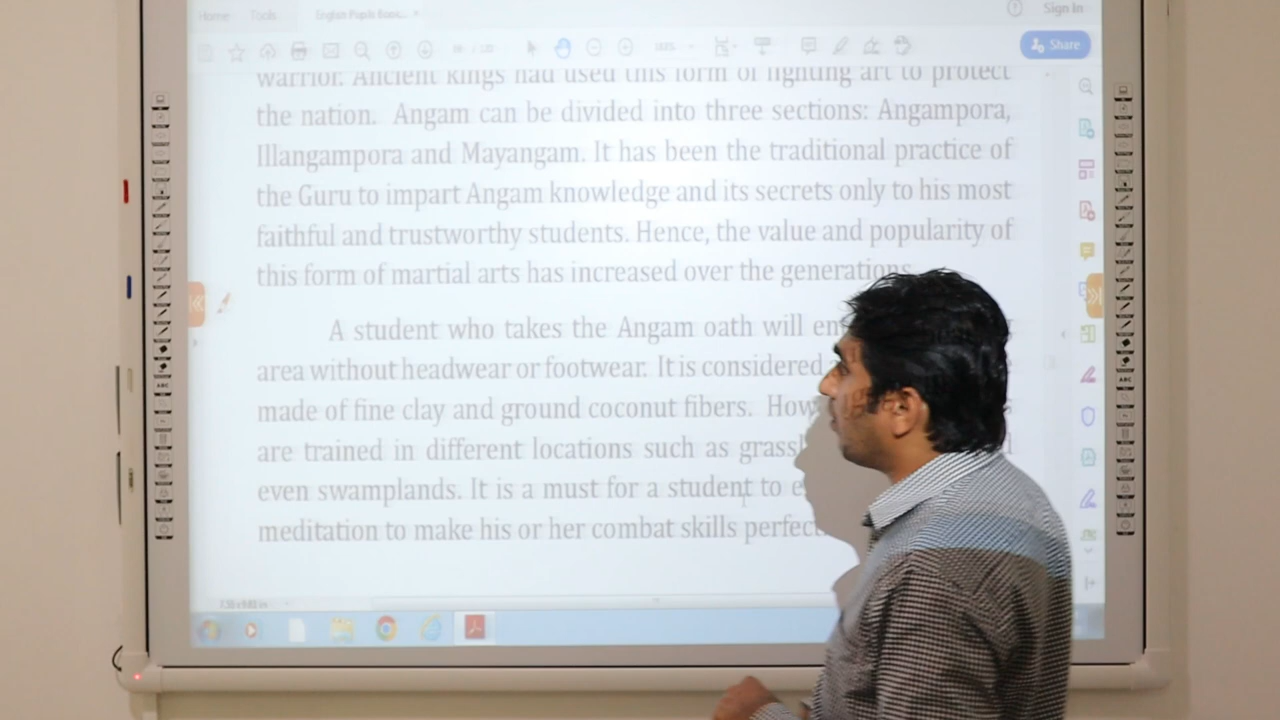 Home Tools English Pupils Book... × Sign In
Share
warrior. Ancient kings had used this form of fighting art to protect
the nation. Angam can be divided into three sections: Angampora,
Illangampora and Mayangam. It has been the traditional practice of
the Guru to impart Angam knowledge and its secrets only to his most
faithful and trustworthy students. Hence, the value and popularity of
this form of martial arts has increased over the generations.
A student who takes the Angam oath will
area without headwear or footwear. It is considered
made of fine clay and ground coconut fibers.
are trained in different locations such as
even swamplands. It is a must for a student to
meditation to make his or her combat skills